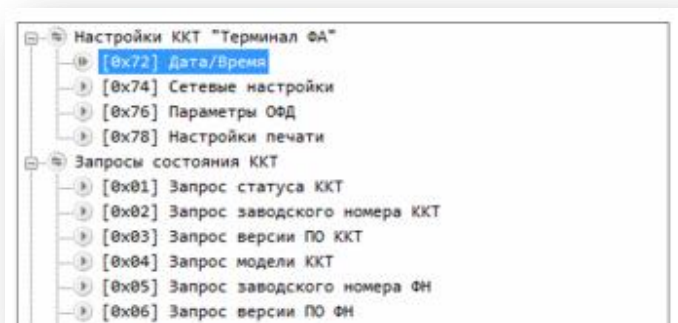 Настройки ККТ "Терминал ФА"
[0x72] Дата/Время
[0x74] Сетевые настройки
[0x76] Параметры ОФД
[0x78] Настройки печати
Запросы состояния ККТ
[0x01] Запрос статуса ККТ
[0x02] Запрос заводского номера ККТ
[0x03] Запрос версии ПО ККТ
[0x04] Запрос модели ККТ
[0x05] Запрос заводского номера ФН
[0x06] Запрос версии ПО ФН